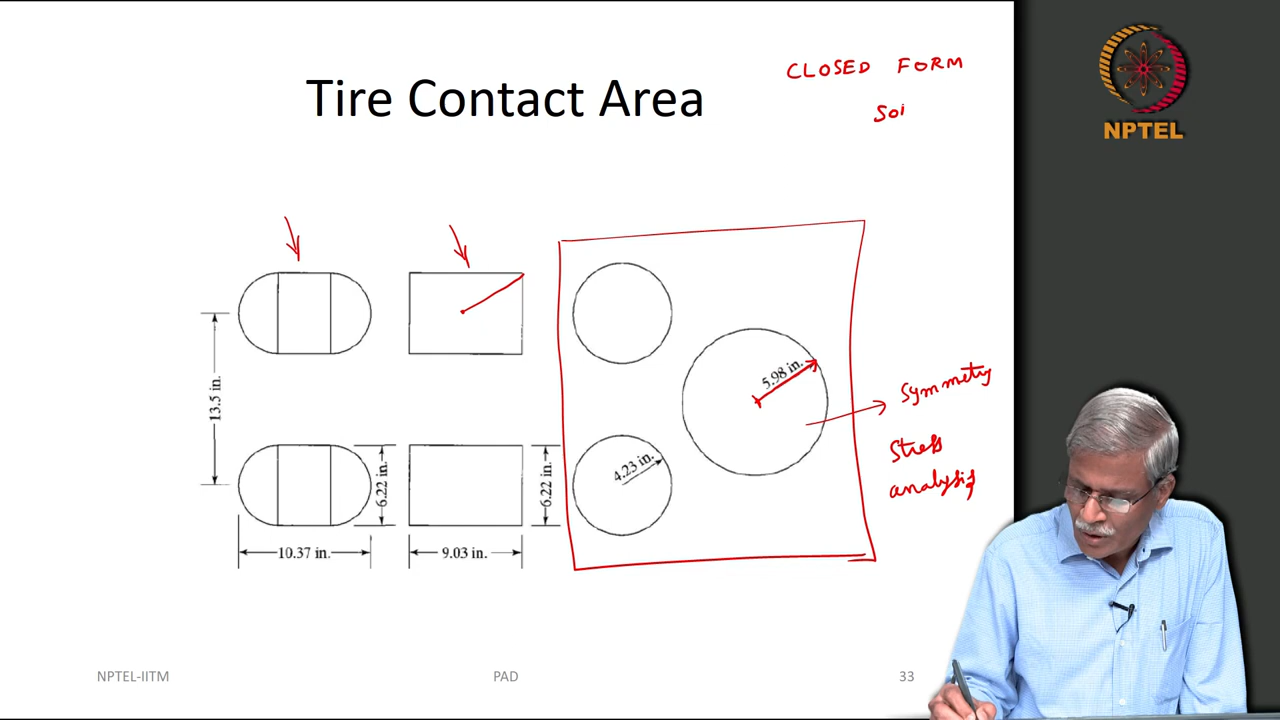 Tire Contact Area
CLOSED FORM
Sol
NPTEL
13.5 in.
6.22 in.
10.37 in.
9.03 in.
6.22 in.
4.23 in.
5.98 in.
Symmetry
Stress
analysis
NPTEL-IITM
PAD
33